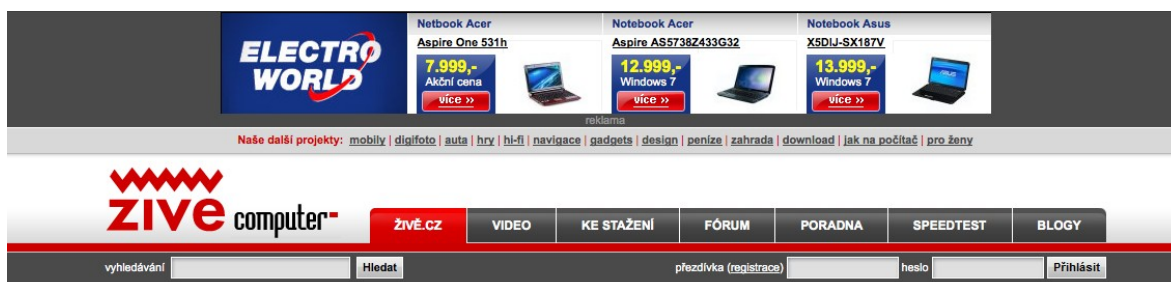 ELECTRO WORLD
Netbook Acer
Aspire One 531h
7.999,-
Akční cena
více »
Notebook Acer
Aspire AS5738Z433G32
12.999,-
Windows 7
více »
Notebook Asus
X5DIJ-SX187V
13.999,-
Windows 7
více »
reklama
Naše další projekty: mobily | digifoto | auta | hry | hi-fi | navigace | gadgets | design | peníze | zahrada | download | jak na počítač | pro ženy
zive computer
ŽIVĚ.CZ VIDEO KE STAŽENÍ FÓRUM PORADNA SPEEDTEST BLOGY
vyhledávání Hledat přezdívka (registrace) heslo Přihlásit